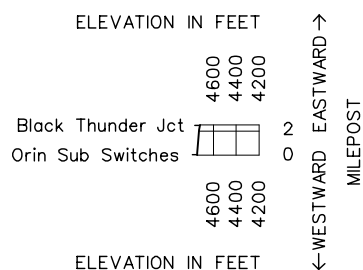 ELEVATION IN FEET
4600
4400
4200
Black Thunder Jct 2
Orin Sub Switches 0
4600
4400
4200
ELEVATION IN FEET
←WESTWARD EASTWARD→
MILEPOST